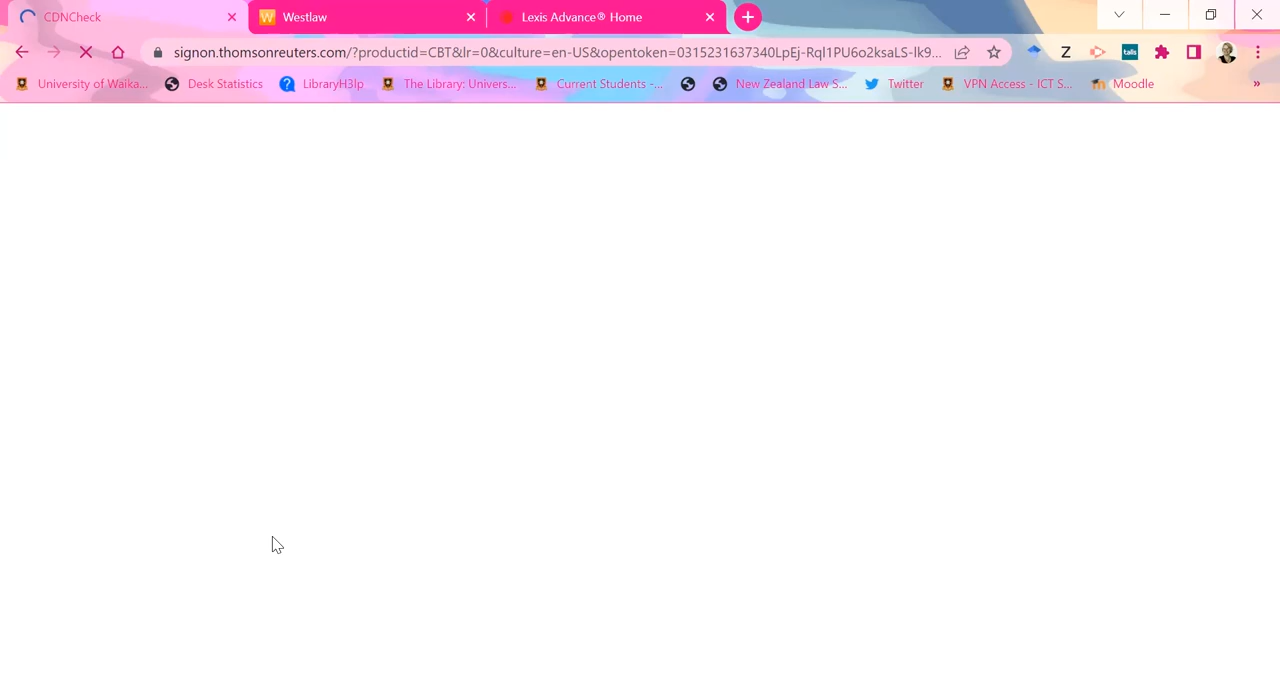 CDNCheck
Westlaw
Lexis Advance® Home
signon.thomsonreuters.com/?productid=CBT&lr=0&culture=en-US&opentoken=0315231637340LpEj-Rql1PU6o2ksaLS-lk9...
Z
talis
University of Waika...
Desk Statistics
LibraryH3lp
The Library: Univers...
Current Students -...
New Zealand Law S...
Twitter
VPN Access - ICT S...
Moodle
»